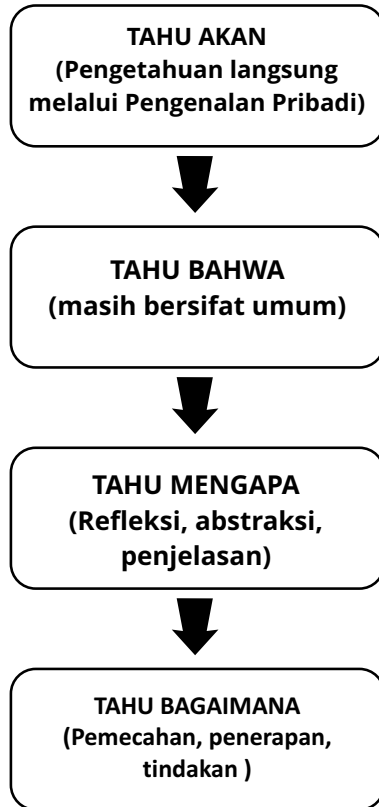 TAHU AKAN
(Pengetahuan langsung
melalui Pengenalan Pribadi)
TAHU BAHWA
(masih bersifat umum)
TAHU MENGAPA
(Refleksi, abstraksi,
penjelasan)
TAHU BAGAIMANA
(Pemecahan, penerapan,
tindakan )